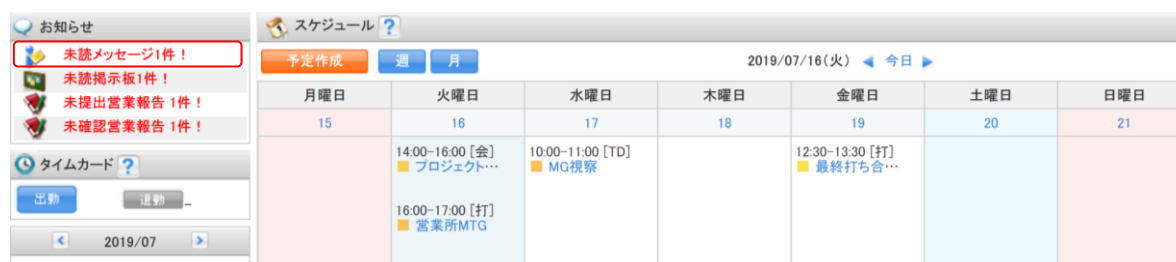 お知らせ
未読メッセージ1件！
未読掲示板1件！
未提出営業報告 1件！
未確認営業報告 1件！
タイムカード ?
出勤 退勤 _
< 2019/07 >
スケジュール ?
予定作成 週 月 2019/07/16(火) ◀ 今日 ▶
月曜日 火曜日 水曜日 木曜日 金曜日 土曜日 日曜日
15 16 17 18 19 20 21
14:00-16:00 [会] 10:00-11:00 [TD] 12:30-13:30 [打]
プロジェクト… MG視察 最終打ち合…
16:00-17:00 [打]
営業所MTG